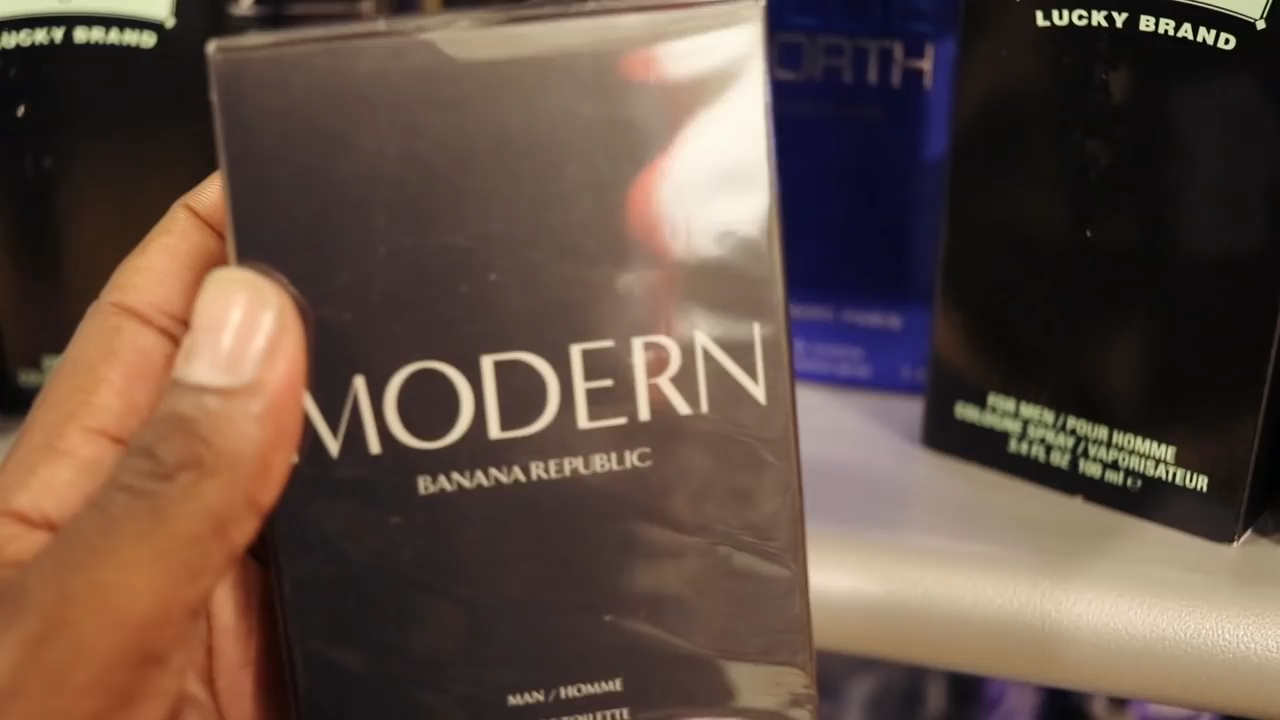 LUCKY BRAND
MODERN
BANANA REPUBLIC
MAN / HOMME
TOILETTE
ORTH
LUCKY BRAND
FOR MEN / POUR HOMME
COLOGNE SPRAY / VAPORISATEUR
3.4 FL OZ 100 ml e